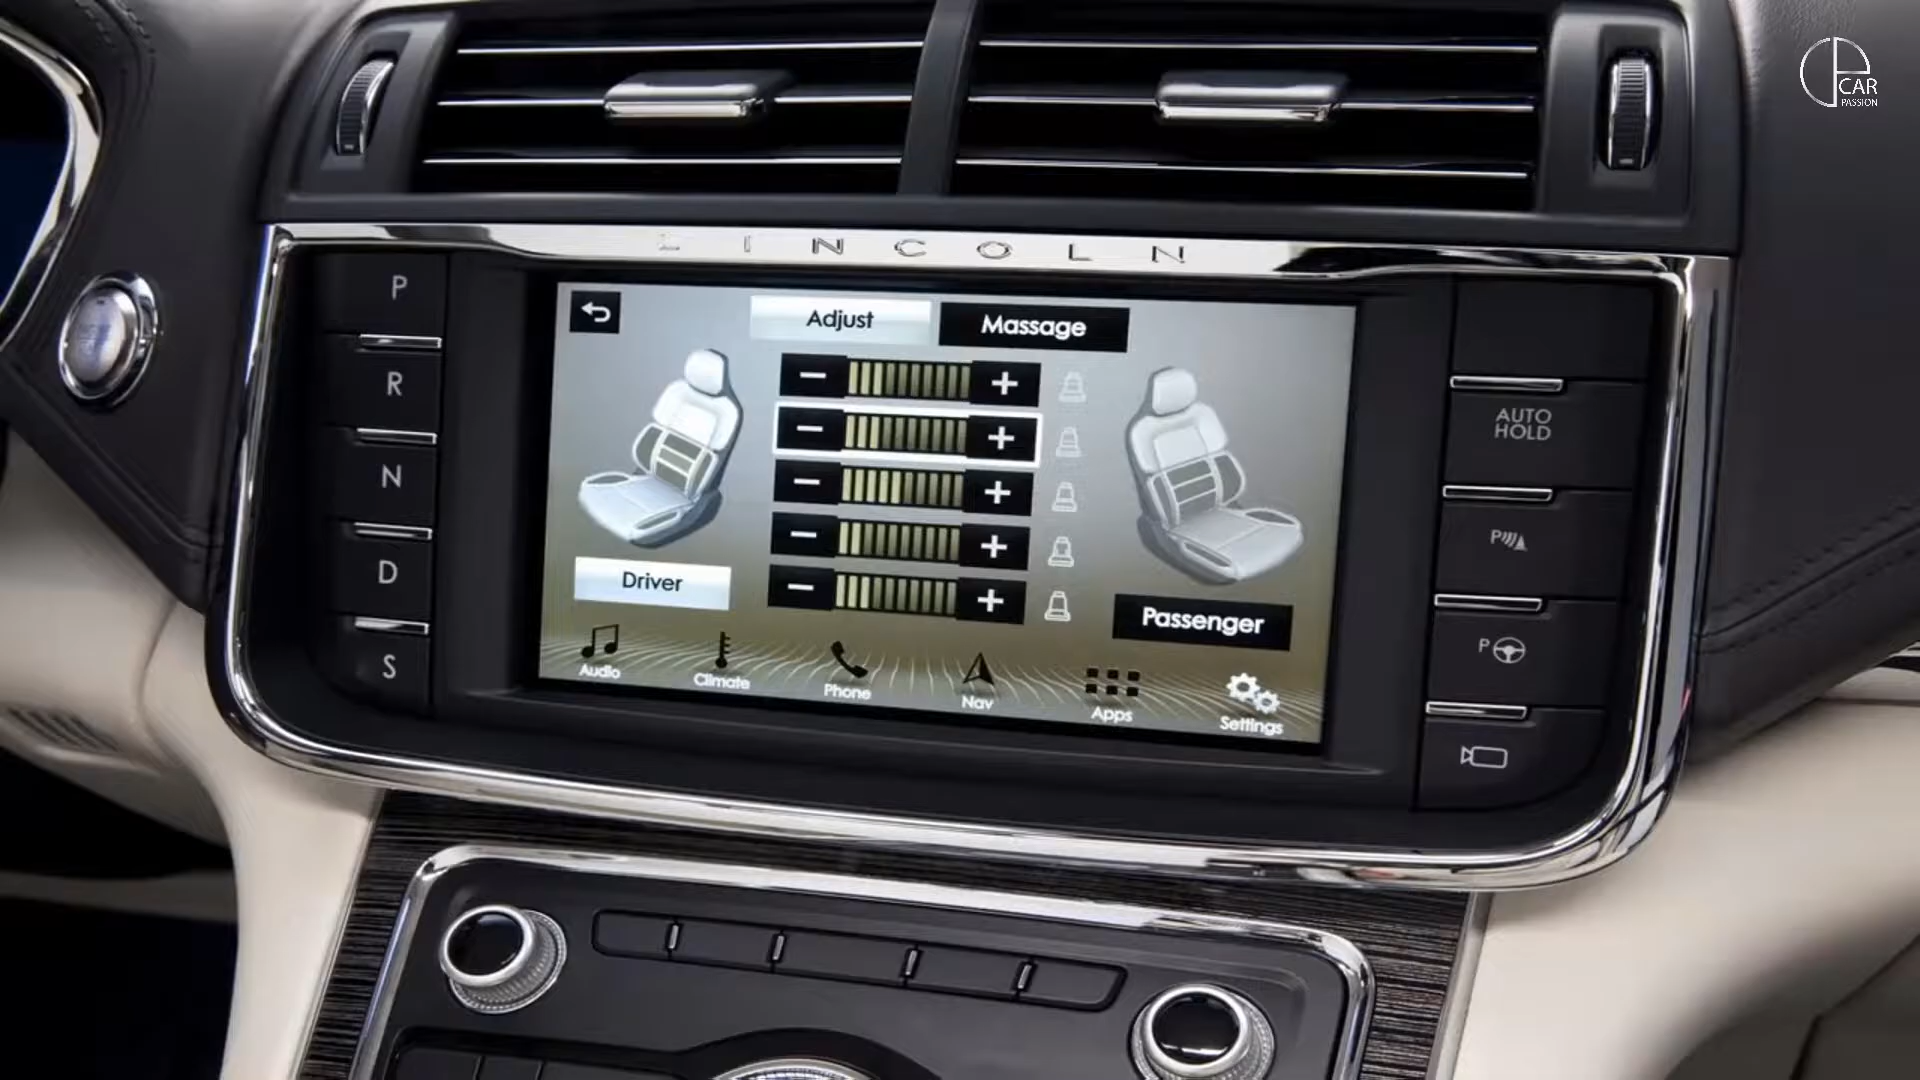 CAR
PASSION
LINCOLN
P
R
N
D
S
Adjust
Massage
Driver
Passenger
Audio
Climate
Phone
Nav
Apps
Settings
AUTO
HOLD
P
P